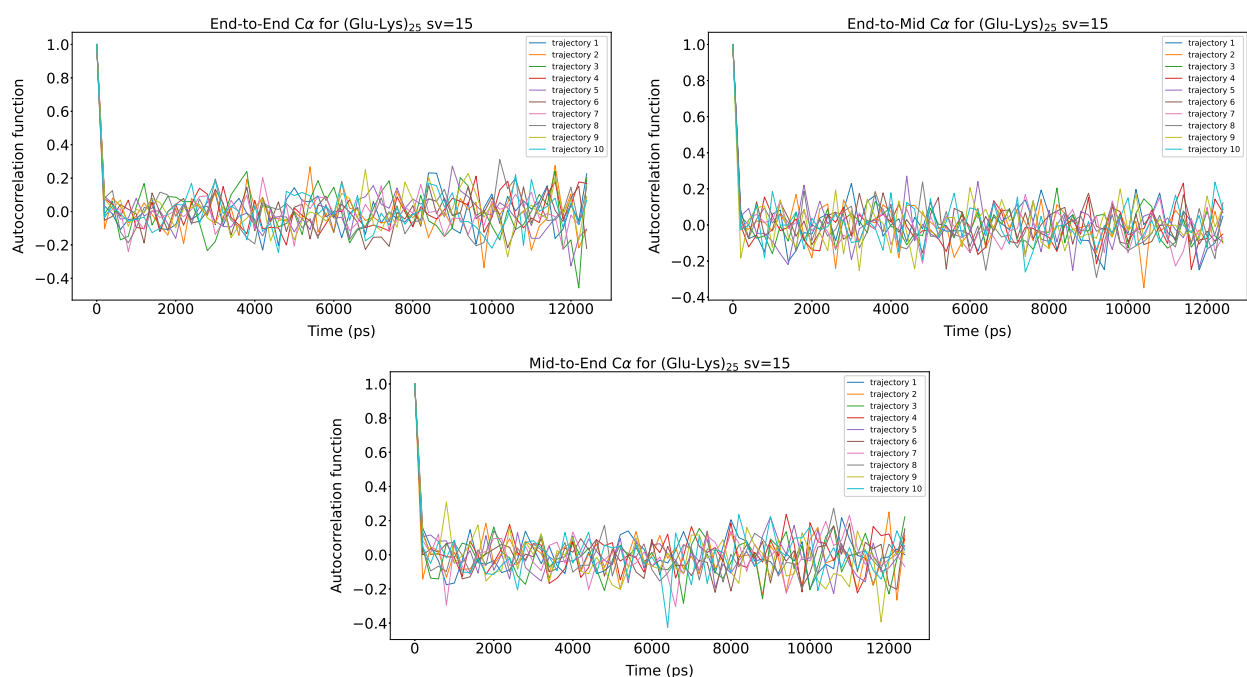 End-to-End Cα for (Glu-Lys)₂₅ sv=15
Autocorrelation function
1.0
0.8
0.6
0.4
0.2
0.0
−0.2
−0.4
trajectory 1
trajectory 2
trajectory 3
trajectory 4
trajectory 5
trajectory 6
trajectory 7
trajectory 8
trajectory 9
trajectory 10
0 2000 4000 6000 8000 10000 12000
Time (ps)
End-to-Mid Cα for (Glu-Lys)₂₅ sv=15
Autocorrelation function
1.0
0.8
0.6
0.4
0.2
0.0
−0.2
−0.4
trajectory 1
trajectory 2
trajectory 3
trajectory 4
trajectory 5
trajectory 6
trajectory 7
trajectory 8
trajectory 9
trajectory 10
0 2000 4000 6000 8000 10000 12000
Time (ps)
Mid-to-End Cα for (Glu-Lys)₂₅ sv=15
Autocorrelation function
1.0
0.8
0.6
0.4
0.2
0.0
−0.2
−0.4
trajectory 1
trajectory 2
trajectory 3
trajectory 4
trajectory 5
trajectory 6
trajectory 7
trajectory 8
trajectory 9
trajectory 10
0 2000 4000 6000 8000 10000 12000
Time (ps)